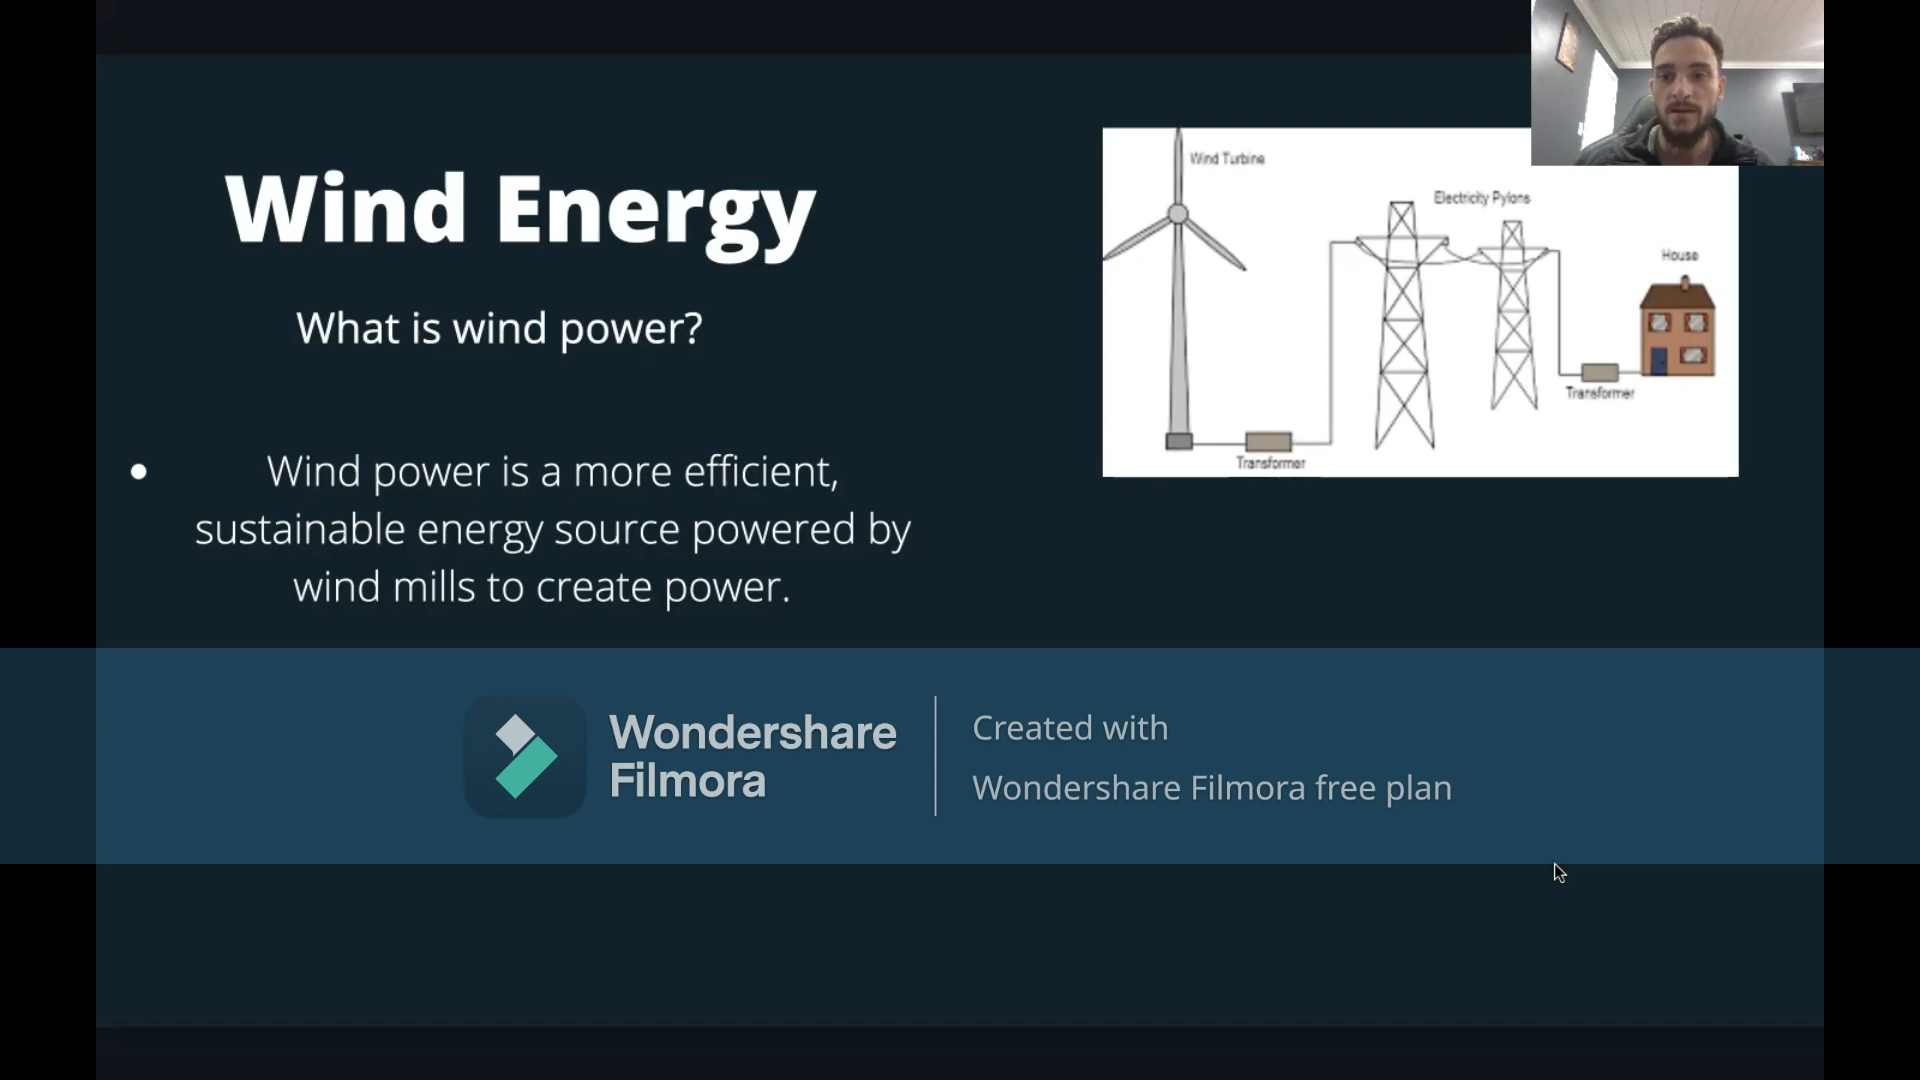 Wind Energy
What is wind power?
• Wind power is a more efficient,
sustainable energy source powered by
wind mills to create power.
Wind Turbine
Electricity Pylons
House
Transformer
Transformer
Wondershare
Filmora
Created with
Wondershare Filmora free plan